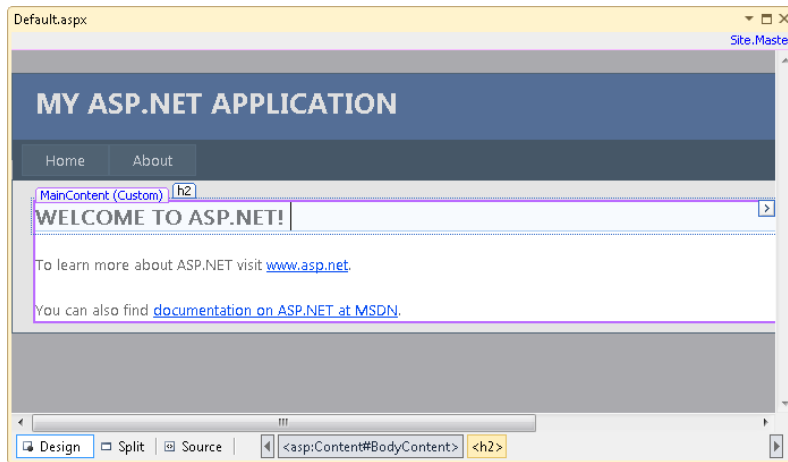 Default.aspx
Site.Maste
MY ASP.NET APPLICATION
Home About
MainContent (Custom) h2
WELCOME TO ASP.NET!
To learn more about ASP.NET visit www.asp.net.
You can also find documentation on ASP.NET at MSDN.
Design Split Source <asp:Content#BodyContent> <h2>